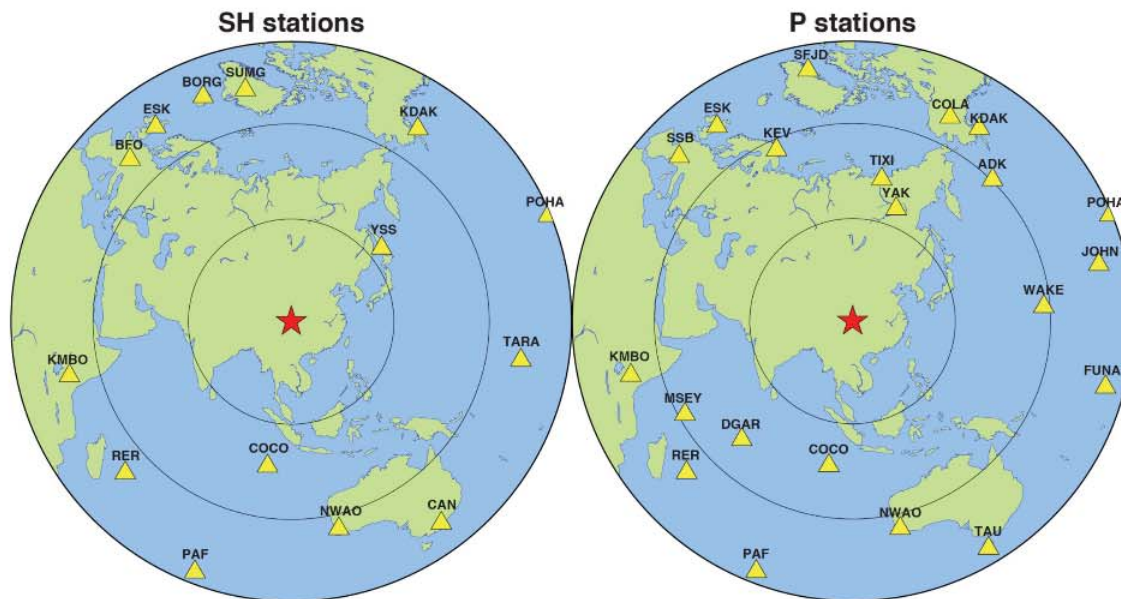 SH stations
P stations
SUMG
BORG
ESK
BFO
KDAK
POHA
YSS
TARA
KMBO
RER
COCO
NWAO
CAN
PAF
SFJD
ESK
COLA
KDAK
SSB
KEV
TIXI
ADK
YAK
POHA
JOHN
WAKE
KMBO
FUNA
MSEY
DGAR
RER
COCO
NWAO
TAU
PAF